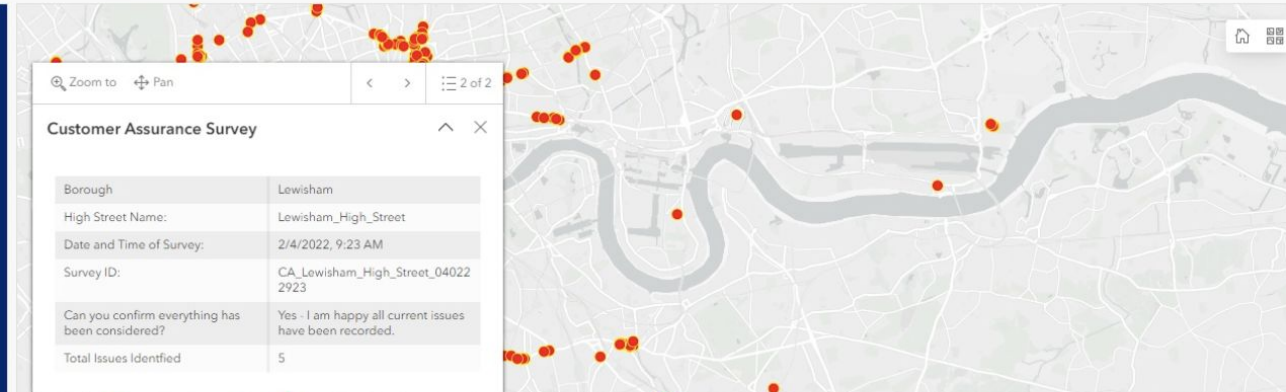 Zoom to Pan 2 of 2
Customer Assurance Survey
Borough Lewisham
High Street Name: Lewisham_High_Street
Date and Time of Survey: 2/4/2022, 9:23 AM
Survey ID: CA_Lewisham_High_Street_04022
2923
Can you confirm everything has Yes - I am happy all current issues
been considered? have been recorded.
Total Issues Identfied 5